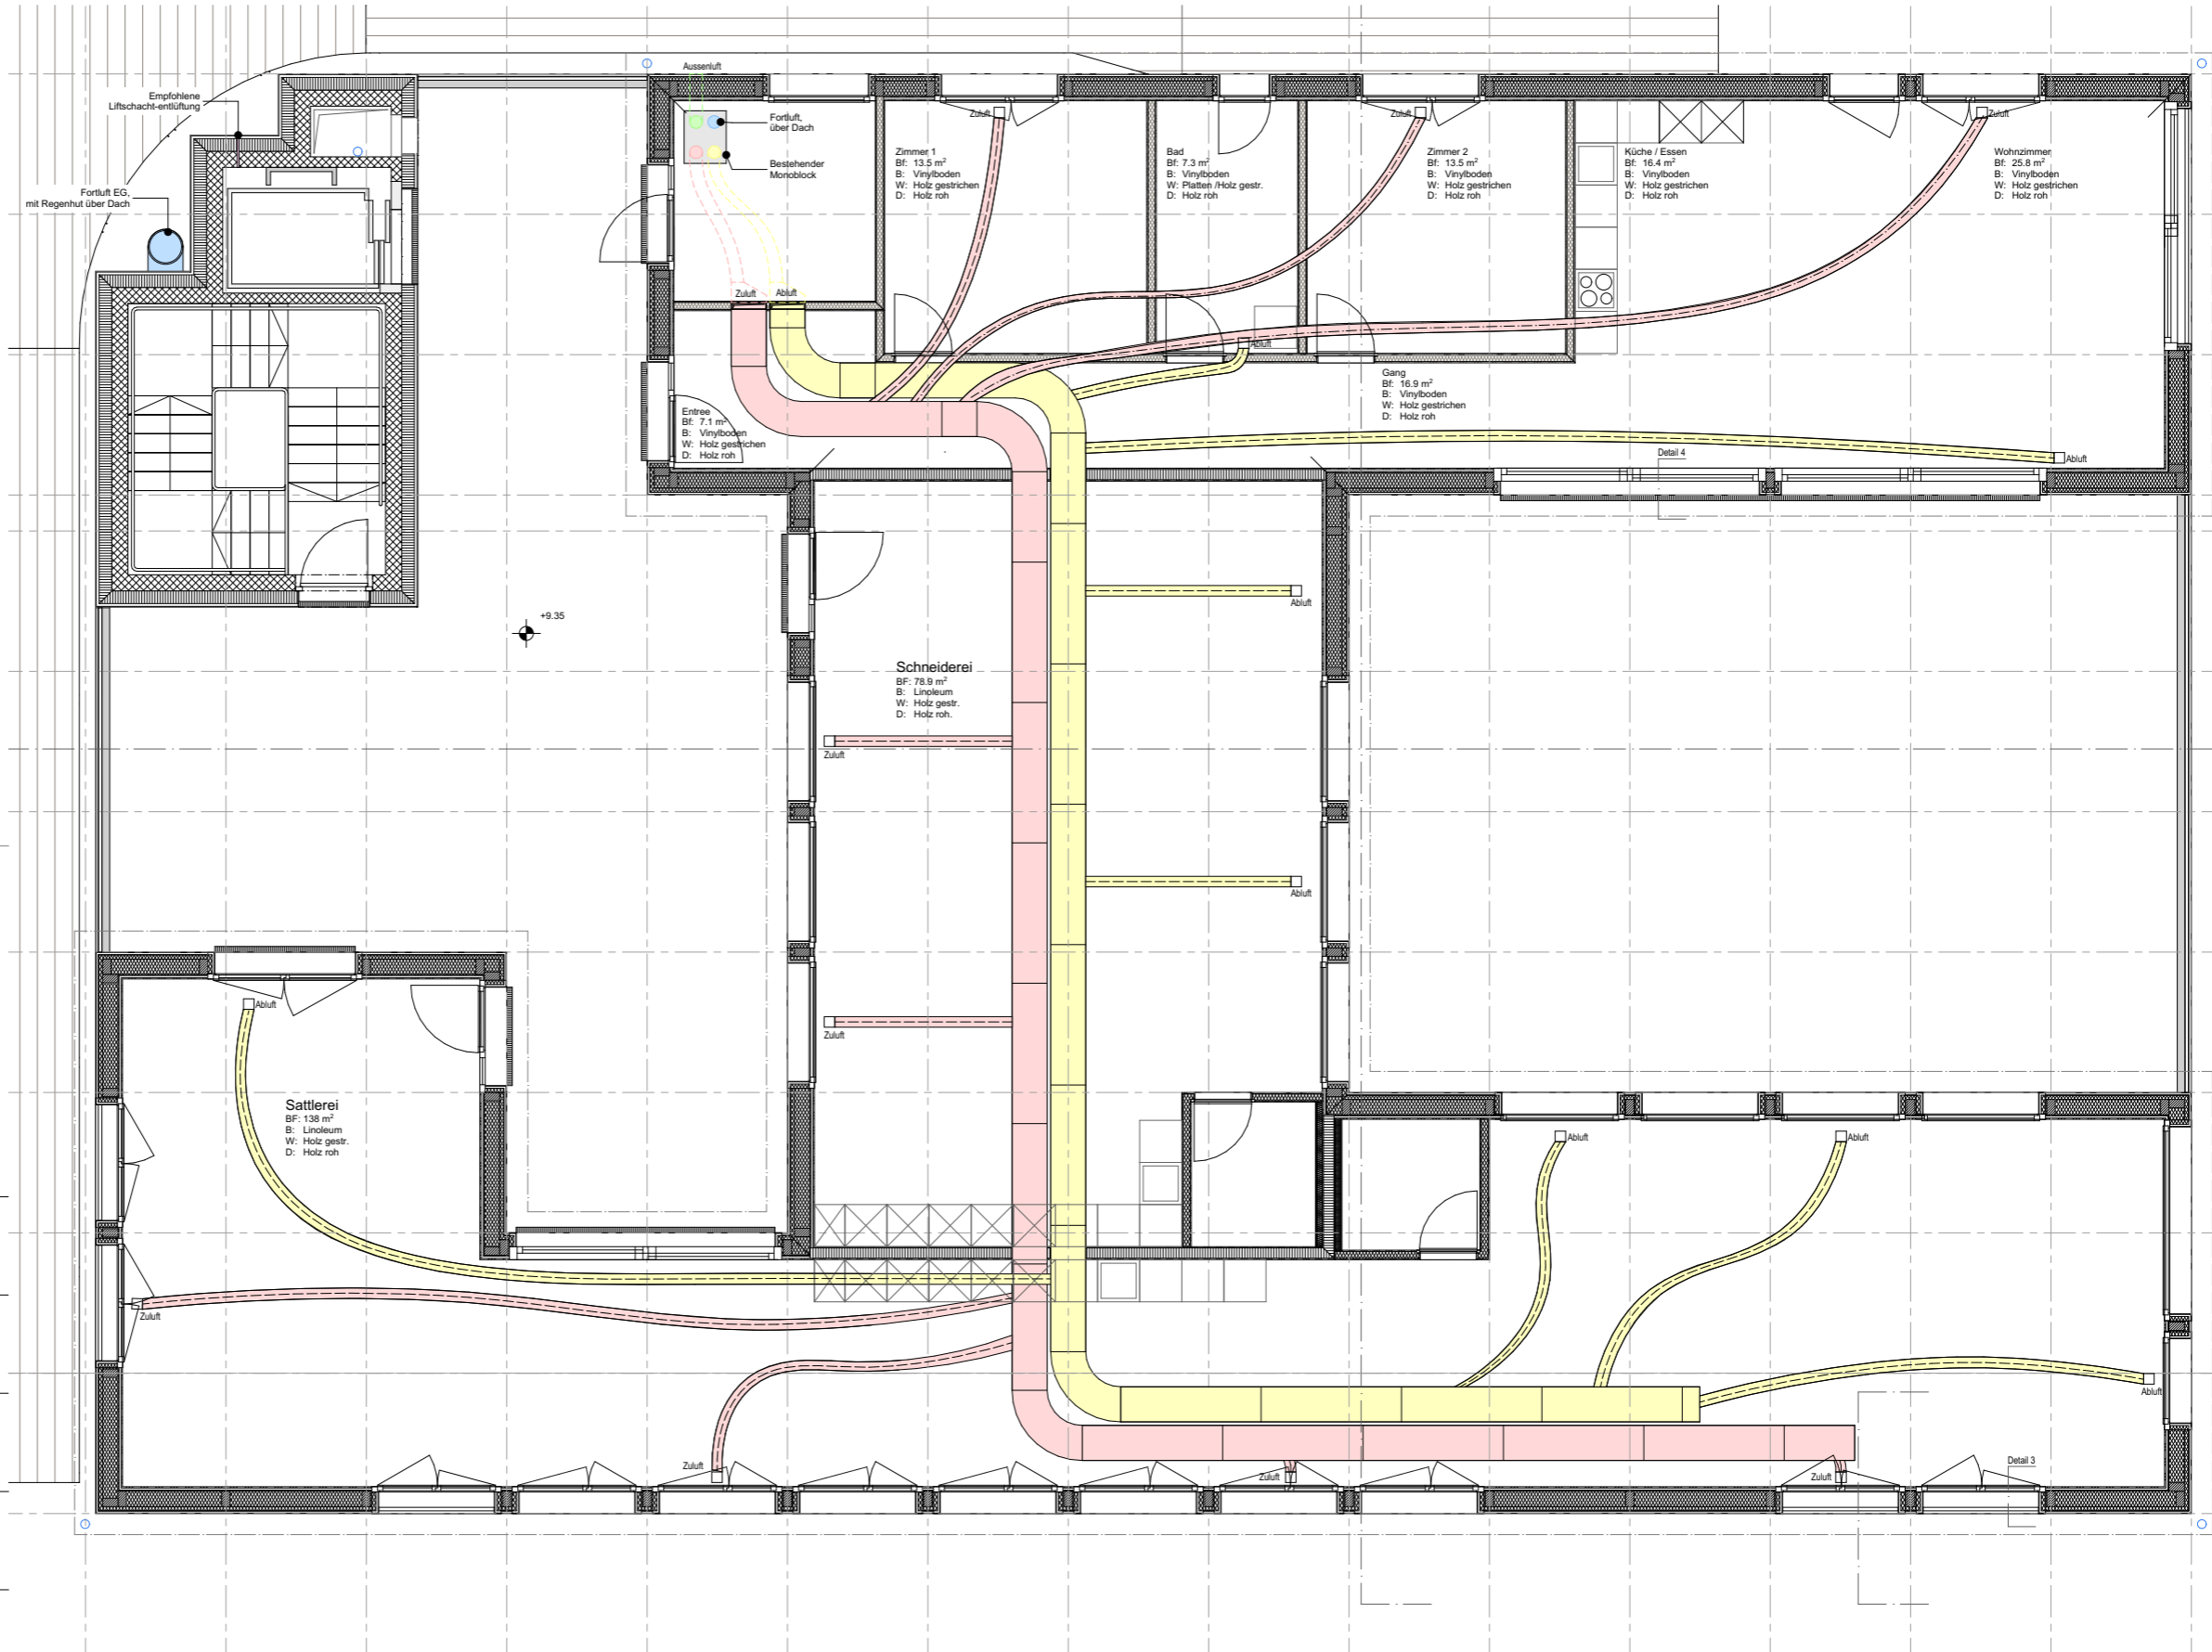 Aussenluft
Empfohlene
Liftschacht-entlüftung
Fortluft,
über Dach
Bestehender
Monoblock
Fortluft EG,
mit Regenhut über Dach
Zuluft
Zuluft
Zuluft
Zimmer 1
Bf: 13.5 m²
B: Vinylboden
W: Holz gestrichen
D: Holz roh
Bad
Bf: 7.3 m²
B: Vinylboden
W: Platten /Holz gestr.
D: Holz roh
Zimmer 2
Bf: 13.5 m²
B: Vinylboden
W: Holz gestrichen
D: Holz roh
Küche / Essen
Bf: 16.4 m²
B: Vinylboden
W: Holz gestrichen
D: Holz roh
Wohnzimmer
Bf: 25.8 m²
B: Vinylboden
W: Holz gestrichen
D: Holz roh
Zuluft
Abluft
Abluft
Gang
Bf: 16.9 m²
B: Vinylboden
W: Holz gestrichen
D: Holz roh
Entree
Bf: 7.1 m²
B: Vinylboden
W: Holz gestrichen
D: Holz roh
Detail 4
Abluft
Abluft
+9.35
Schneiderei
BF: 78.9 m²
B: Linoleum
W: Holz gestr.
D: Holz roh.
Zuluft
Abluft
Zuluft
Abluft
Sattlerei
BF: 138 m²
B: Linoleum
W: Holz gestr.
D: Holz roh
Abluft
Abluft
Zuluft
Abluft
Zuluft
Zuluft
Zuluft
Detail 3